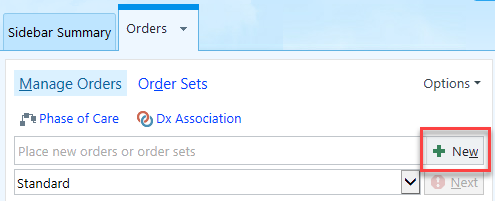 Sidebar Summary Orders
Manage Orders Order Sets Options
Phase of Care Dx Association
Place new orders or order sets New
Standard Next